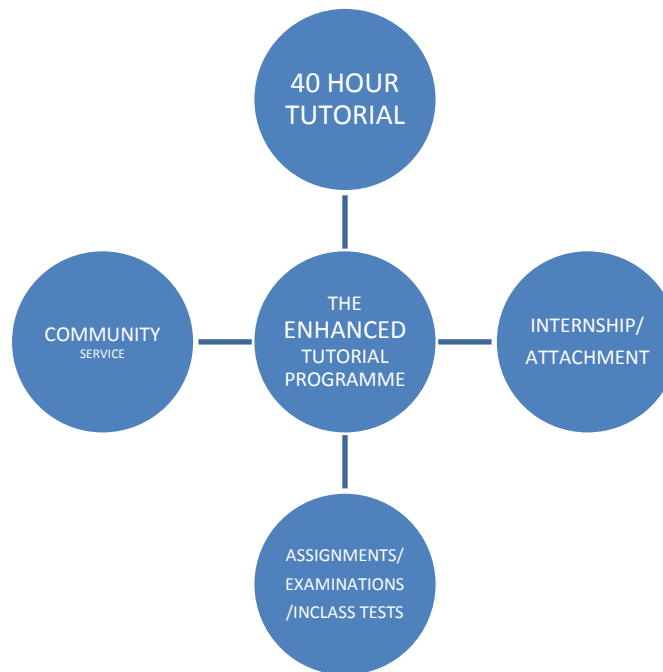 40 HOUR
TUTORIAL
COMMUNITY
SERVICE
THE
ENHANCED
TUTORIAL
PROGRAMME
INTERNSHIP/
ATTACHMENT
ASSIGNMENTS/
EXAMINATIONS
/INCLASS TESTS